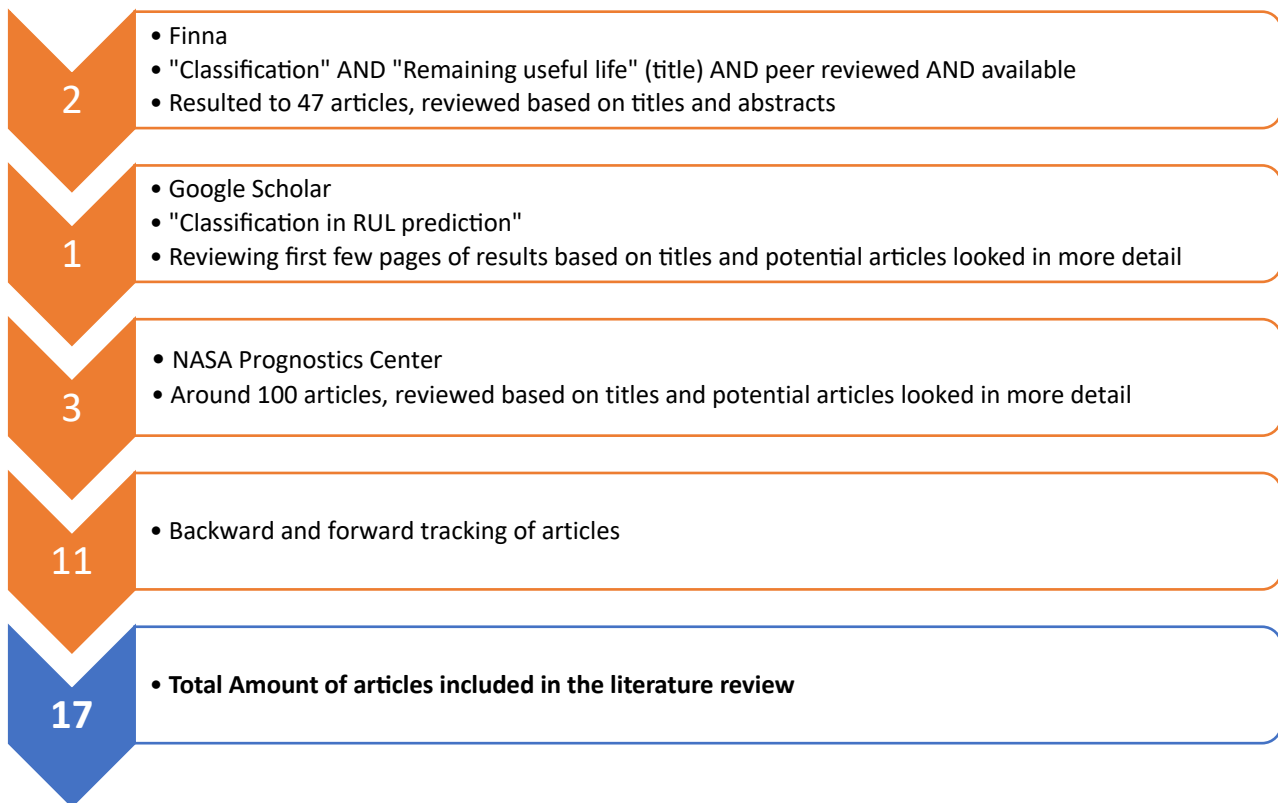 2
• Finna
• "Classification" AND "Remaining useful life" (title) AND peer reviewed AND available
• Resulted to 47 articles, reviewed based on titles and abstracts
1
• Google Scholar
• "Classification in RUL prediction"
• Reviewing first few pages of results based on titles and potential articles looked in more detail
3
• NASA Prognostics Center
• Around 100 articles, reviewed based on titles and potential articles looked in more detail
11
• Backward and forward tracking of articles
17
• Total Amount of articles included in the literature review